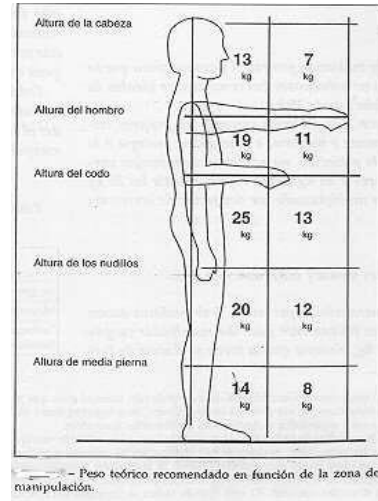 Altura de la cabeza
13 kg
7 kg
Altura del hombro
19 kg
11 kg
Altura del codo
25 kg
13 kg
Altura de los nudillos
20 kg
12 kg
Altura de media pierna
14 kg
8 kg
– Peso teórico recomendado en función de la zona de
manipulación.